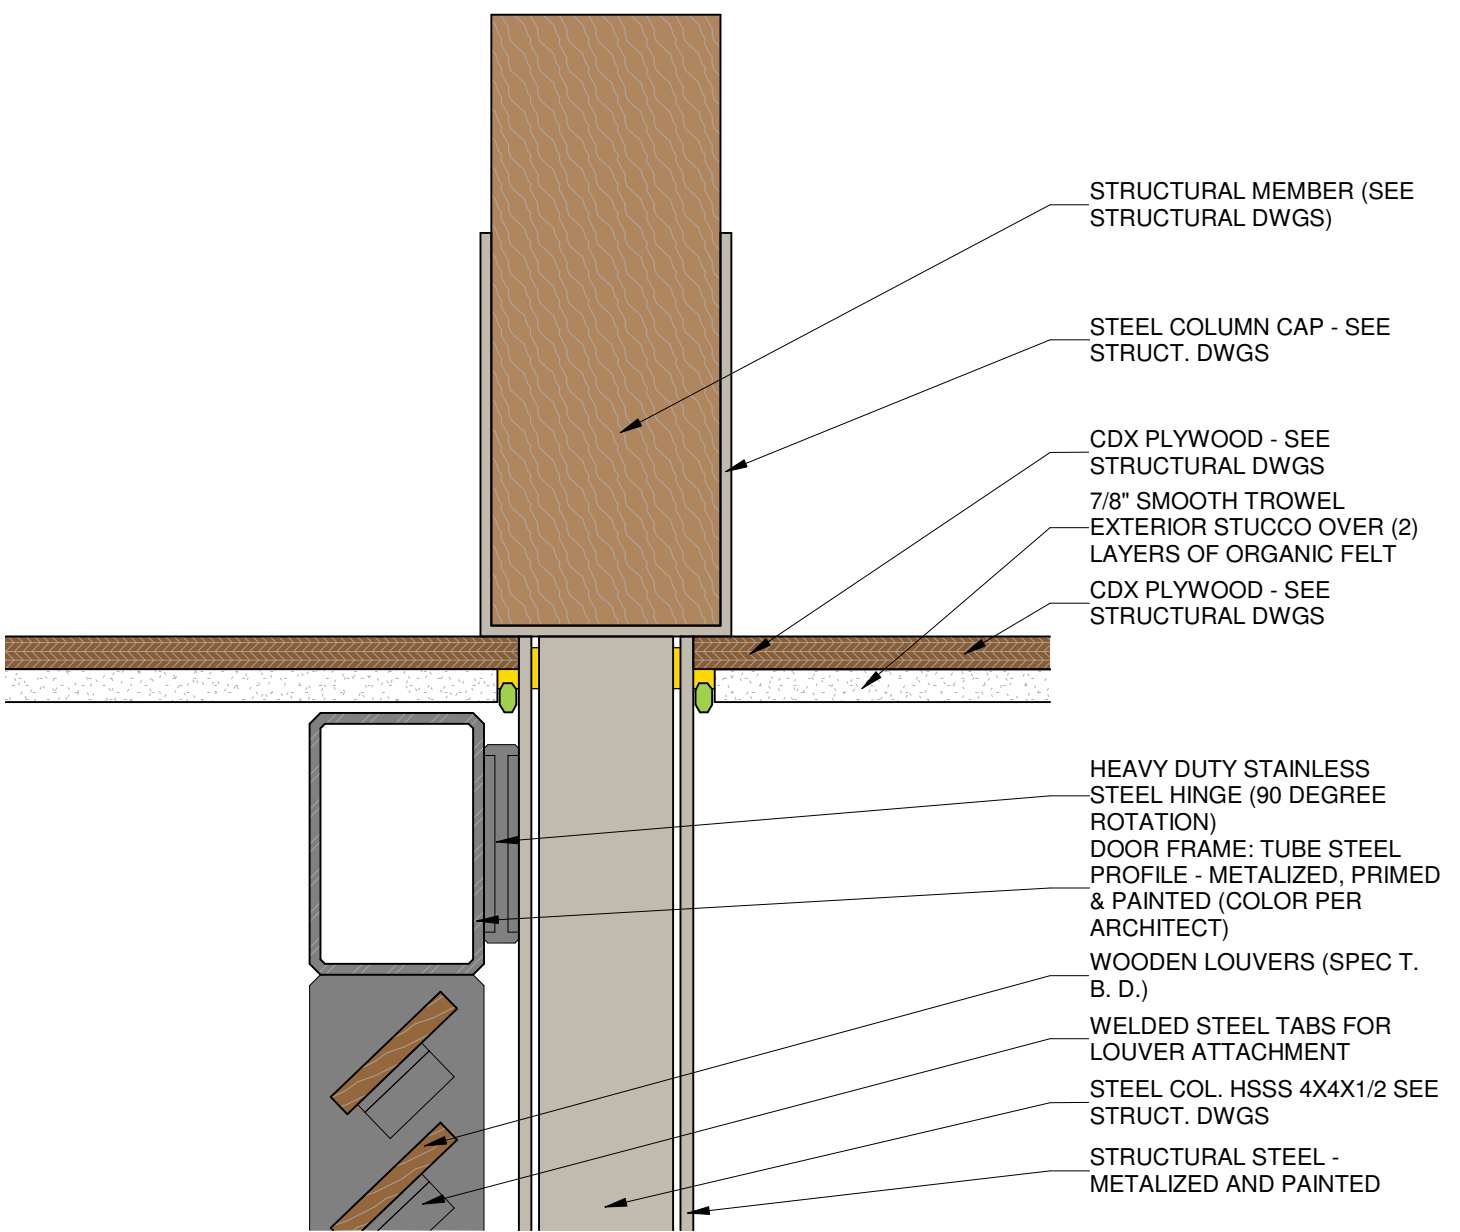 STRUCTURAL MEMBER (SEE
STRUCTURAL DWGS)
STEEL COLUMN CAP - SEE
STRUCT. DWGS
CDX PLYWOOD - SEE
STRUCTURAL DWGS
7/8" SMOOTH TROWEL
EXTERIOR STUCCO OVER (2)
LAYERS OF ORGANIC FELT
CDX PLYWOOD - SEE
STRUCTURAL DWGS
HEAVY DUTY STAINLESS
STEEL HINGE (90 DEGREE
ROTATION)
DOOR FRAME: TUBE STEEL
PROFILE - METALIZED, PRIMED
& PAINTED (COLOR PER
ARCHITECT)
WOODEN LOUVERS (SPEC T.
B. D.)
WELDED STEEL TABS FOR
LOUVER ATTACHMENT
STEEL COL. HSSS 4X4X1/2 SEE
STRUCT. DWGS
STRUCTURAL STEEL -
METALIZED AND PAINTED